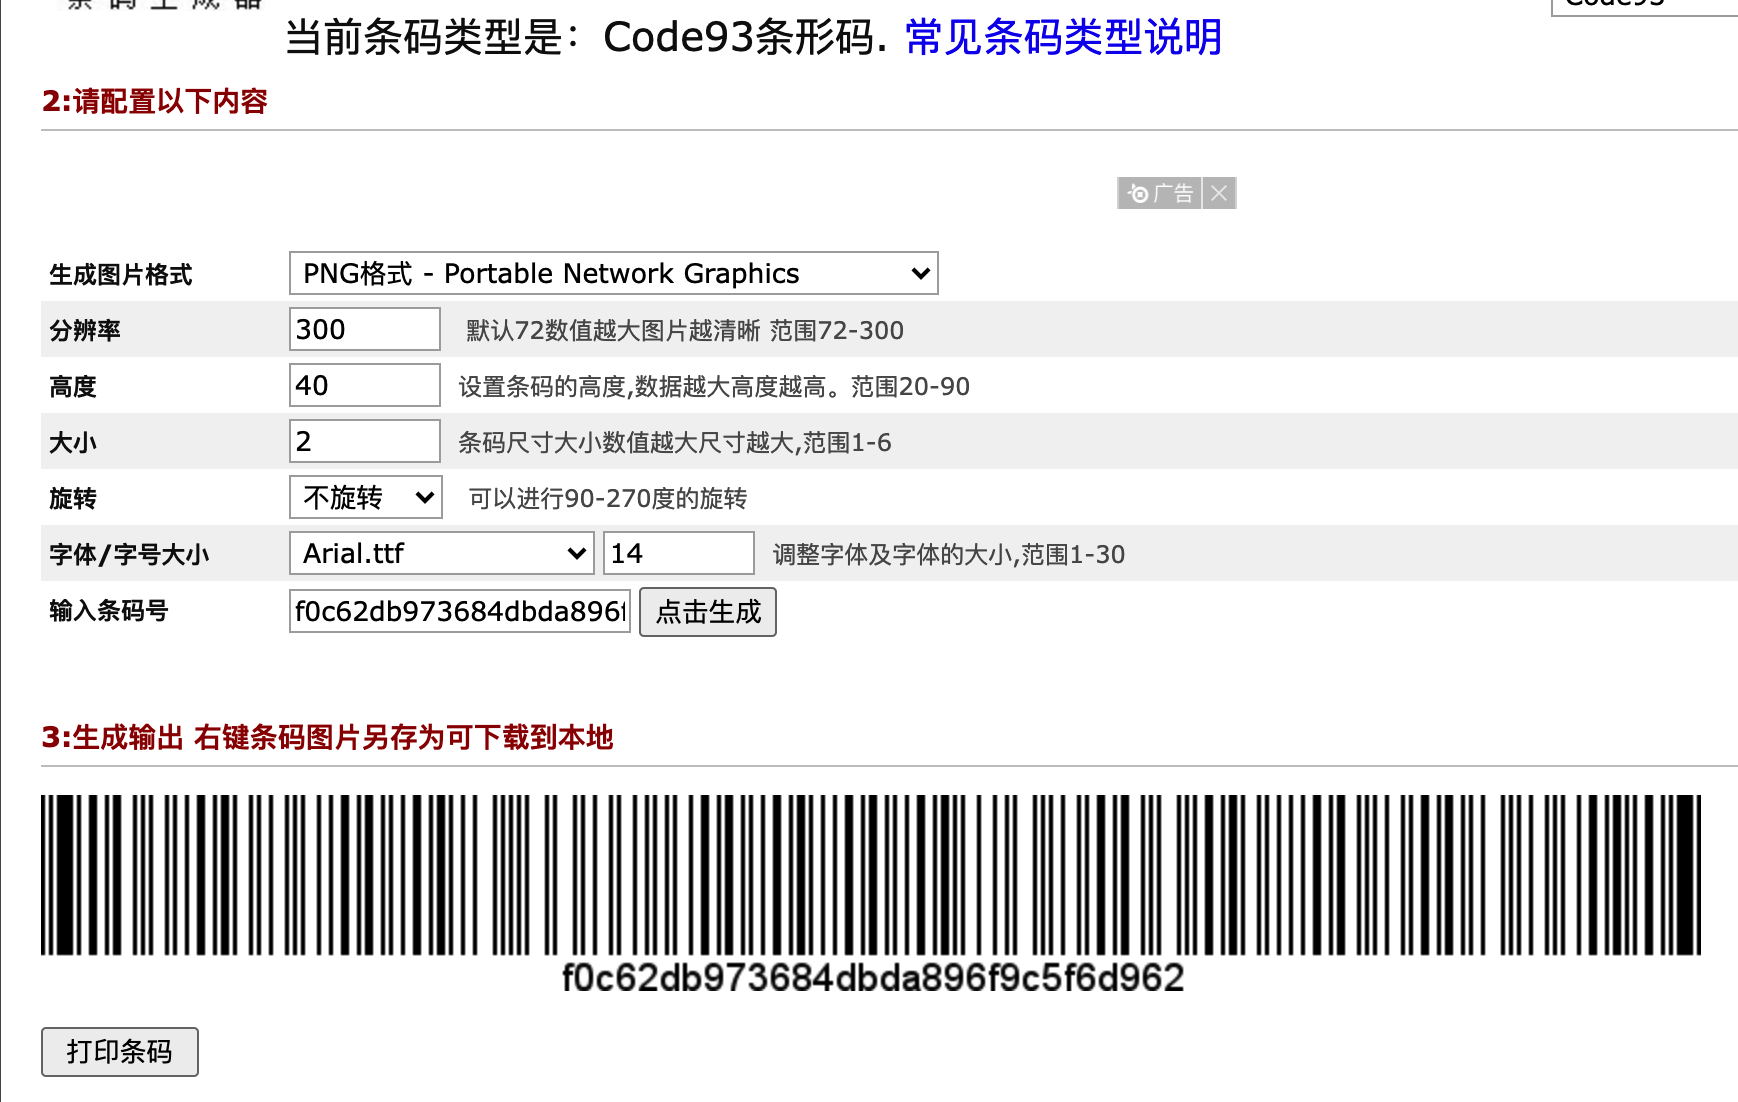 条码生成器
Code93
当前条码类型是：Code93条形码. 常见条码类型说明
2:请配置以下内容
广告
生成图片格式 PNG格式 - Portable Network Graphics
分辨率 300 默认72数值越大图片越清晰 范围72-300
高度 40 设置条码的高度,数据越大高度越高。范围20-90
大小 2 条码尺寸大小数值越大尺寸越大,范围1-6
旋转 不旋转 可以进行90-270度的旋转
字体/字号大小 Arial.ttf 14 调整字体及字体的大小,范围1-30
输入条码号 f0c62db973684dbda896f 点击生成
3:生成输出 右键条码图片另存为可下载到本地
f0c62db973684dbda896f9c5f6d962
打印条码